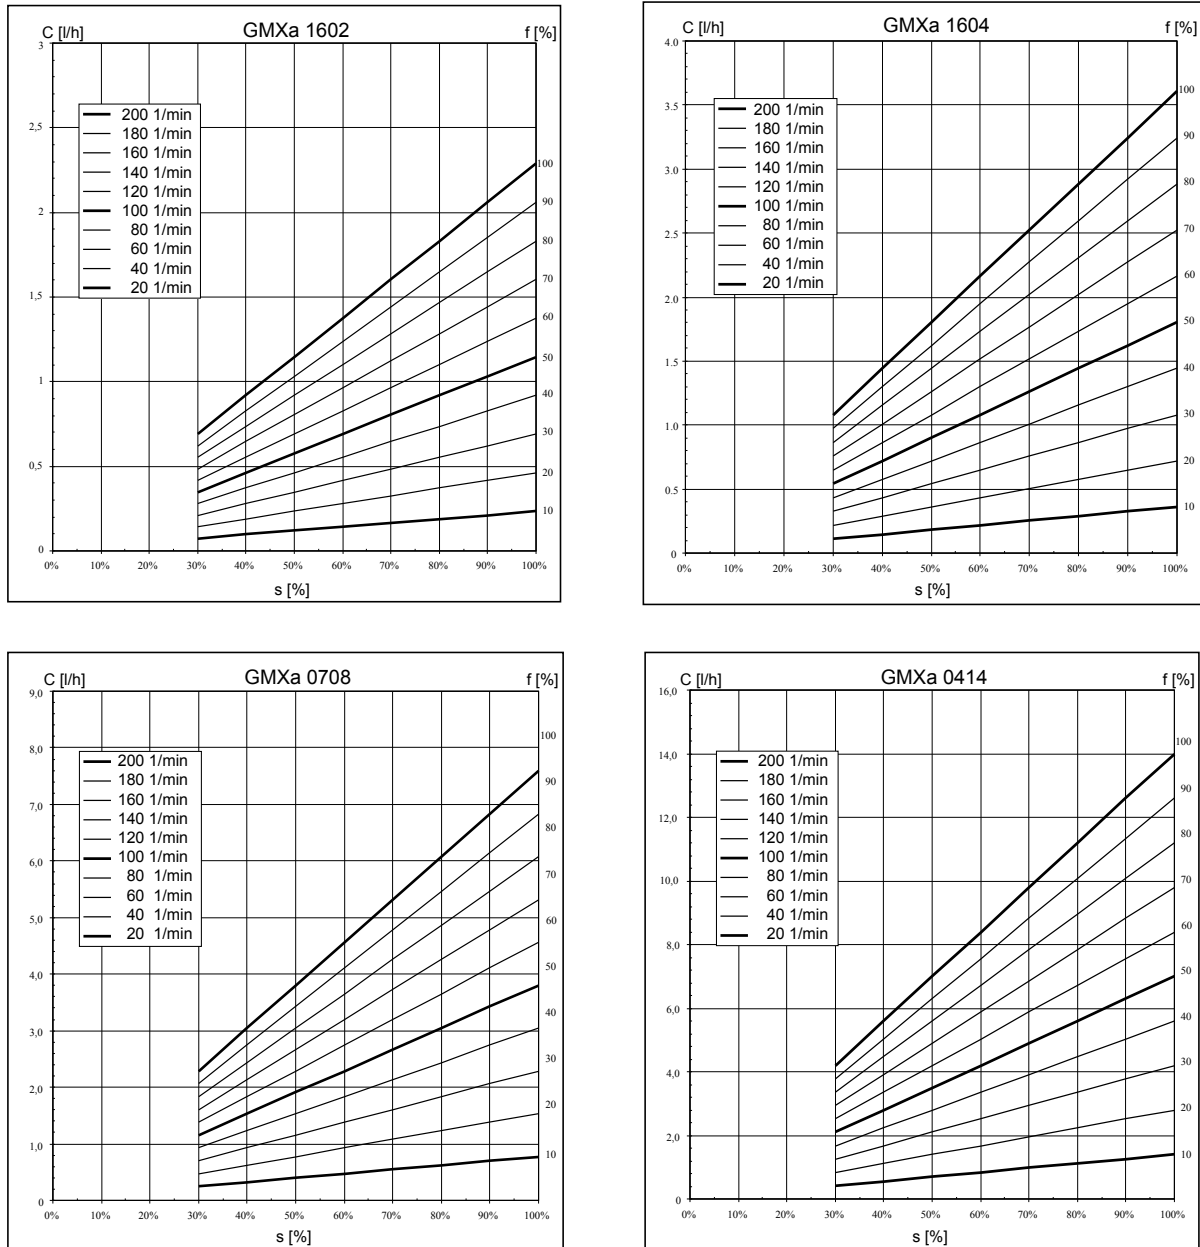 C [l/h] GMXa 1602 f [%]
3
2,5
2
1,5
1
0,5
0
200 1/min
180 1/min
160 1/min
140 1/min
120 1/min
100 1/min
80 1/min
60 1/min
40 1/min
20 1/min
100
90
80
70
60
50
40
30
20
10
0% 10% 20% 30% 40% 50% 60% 70% 80% 90% 100%
s [%]
C [l/h] GMXa 1604 f [%]
4.0
3.5
3.0
2.5
2.0
1.5
1.0
0.5
0
200 1/min
180 1/min
160 1/min
140 1/min
120 1/min
100 1/min
80 1/min
60 1/min
40 1/min
20 1/min
100
90
80
70
60
50
40
30
20
10
0% 10% 20% 30% 40% 50% 60% 70% 80% 90% 100%
s [%]
C [l/h] GMXa 0708 f [%]
9,0
8,0
7,0
6,0
5,0
4,0
3,0
2,0
1,0
0
200 1/min
180 1/min
160 1/min
140 1/min
120 1/min
100 1/min
80 1/min
60 1/min
40 1/min
20 1/min
100
90
80
70
60
50
40
30
20
10
0% 10% 20% 30% 40% 50% 60% 70% 80% 90% 100%
s [%]
C [l/h] GMXa 0414 f [%]
16,0
14,0
12,0
10,0
8,0
6,0
4,0
2,0
0
200 1/min
180 1/min
160 1/min
140 1/min
120 1/min
100 1/min
80 1/min
60 1/min
40 1/min
20 1/min
100
90
80
70
60
50
40
30
20
10
0% 10% 20% 30% 40% 50% 60% 70% 80% 90% 100%
s [%]